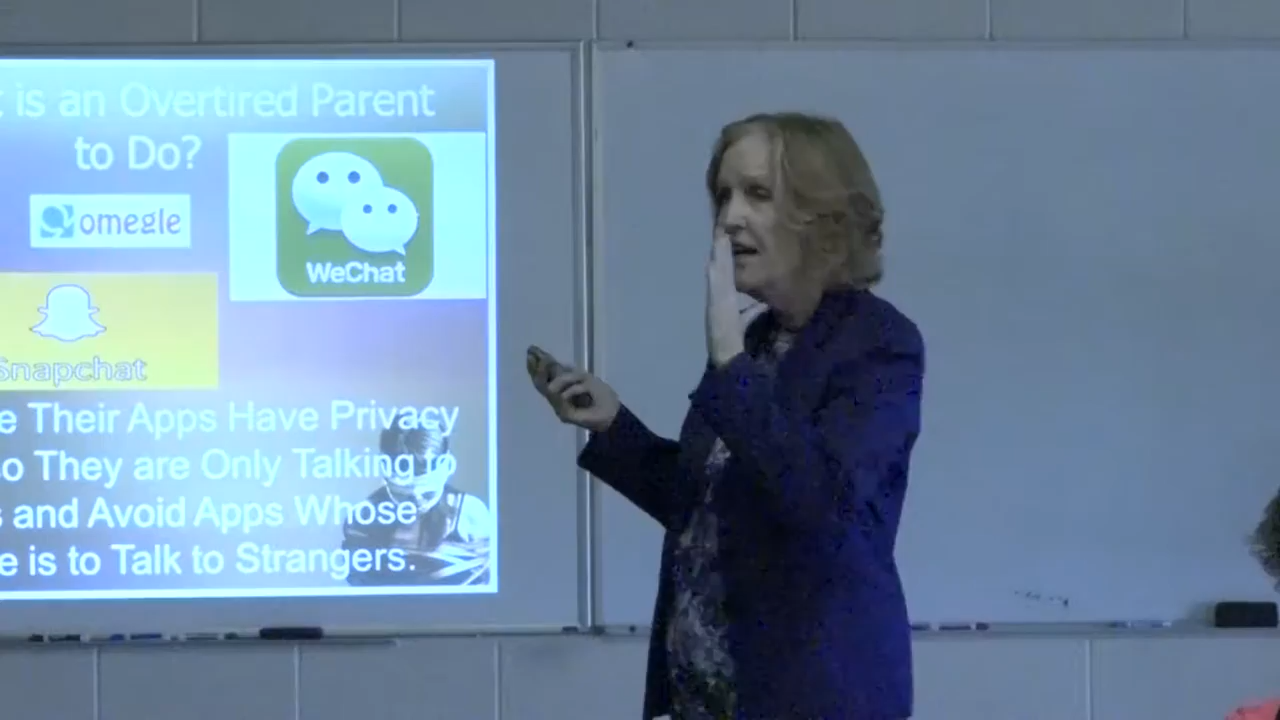 is an Overtired Parent
to Do?
omegle
WeChat
Snapchat
e Their Apps Have Privacy
o They are Only Talking to
s and Avoid Apps Whose
e is to Talk to Strangers.